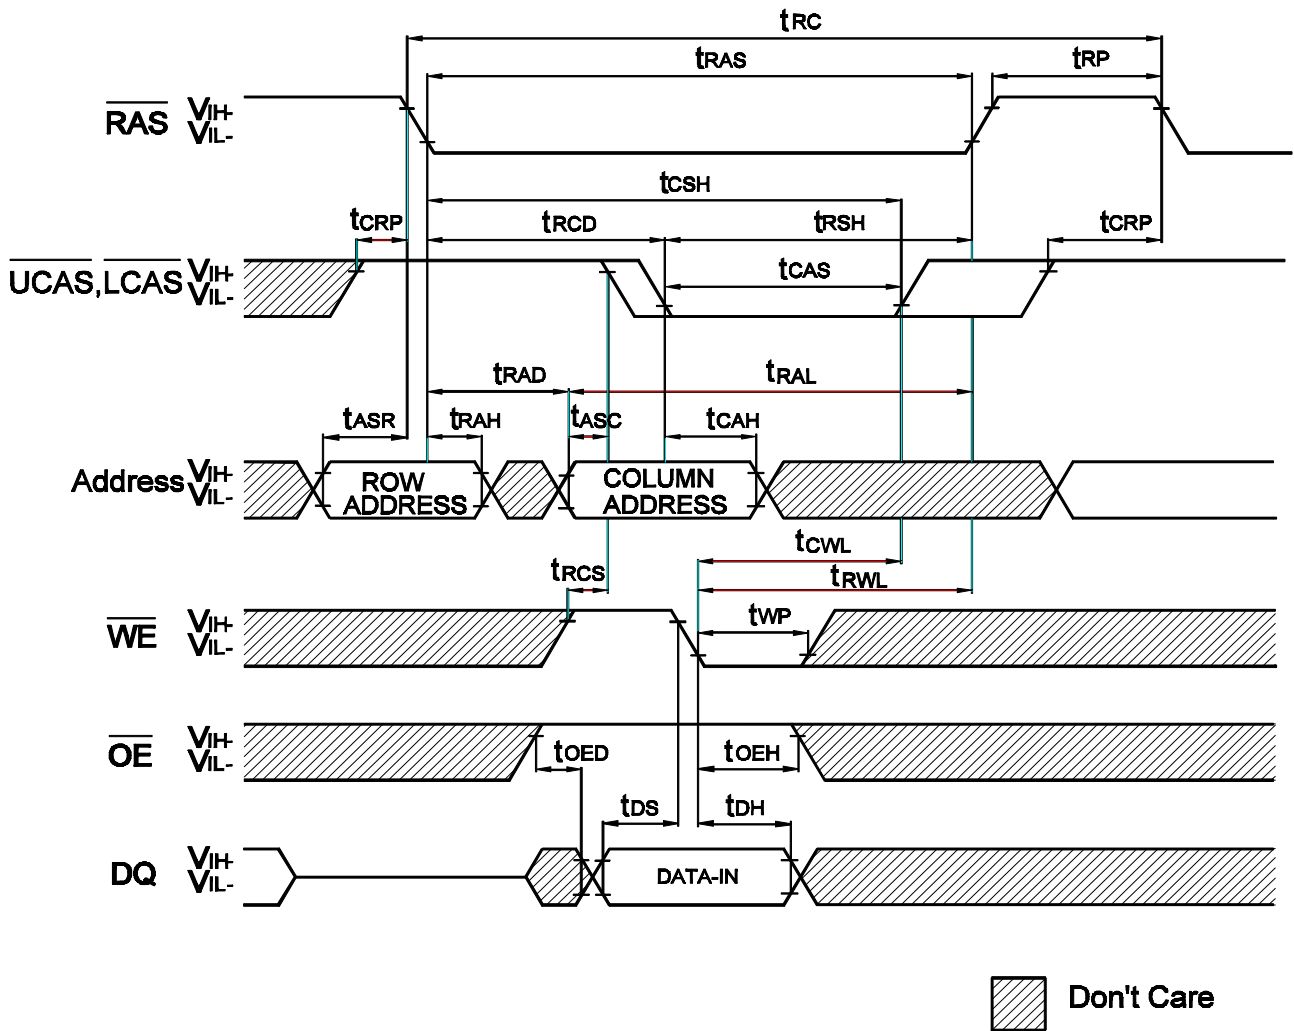 tRC
tRAS
tRP
RAS VIH-
VIL-
tCSH
tCRP tRCD tRSH tCRP
UCAS,LCAS VIH-
VIL-
tCAS
tRAD tRAL
tASR tRAH tASC tCAH
Address VIH-
VIL-
ROW
ADDRESS
COLUMN
ADDRESS
tCWL
tRCS tRWL
tWP
WE VIH-
VIL-
OE VIH-
VIL-
tOED tOEH
tDS tDH
DQ VIH-
VIL-
DATA-IN
Don't Care